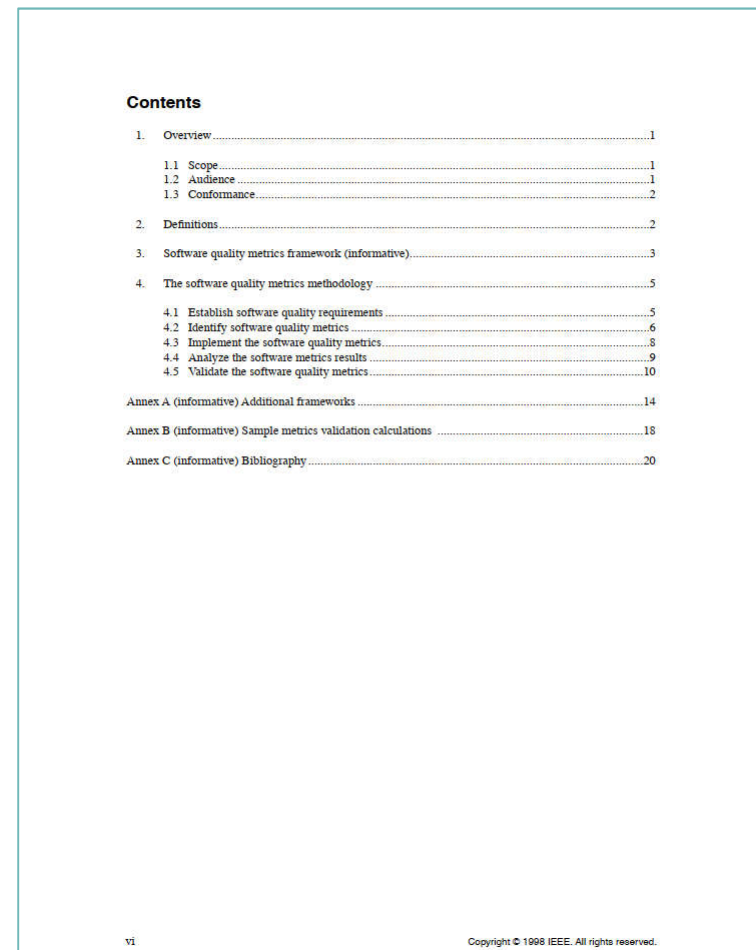 Contents
1. Overview....1
1.1 Scope....1
1.2 Audience ....1
1.3 Conformance....2
2. Definitions....2
3. Software quality metrics framework (informative)....3
4. The software quality metrics methodology ....5
4.1 Establish software quality requirements ....5
4.2 Identify software quality metrics ....6
4.3 Implement the software quality metrics....8
4.4 Analyze the software metrics results ....9
4.5 Validate the software quality metrics....10
Annex A (informative) Additional frameworks ....14
Annex B (informative) Sample metrics validation calculations ....18
Annex C (informative) Bibliography....20
vi Copyright © 1998 IEEE. All rights reserved.